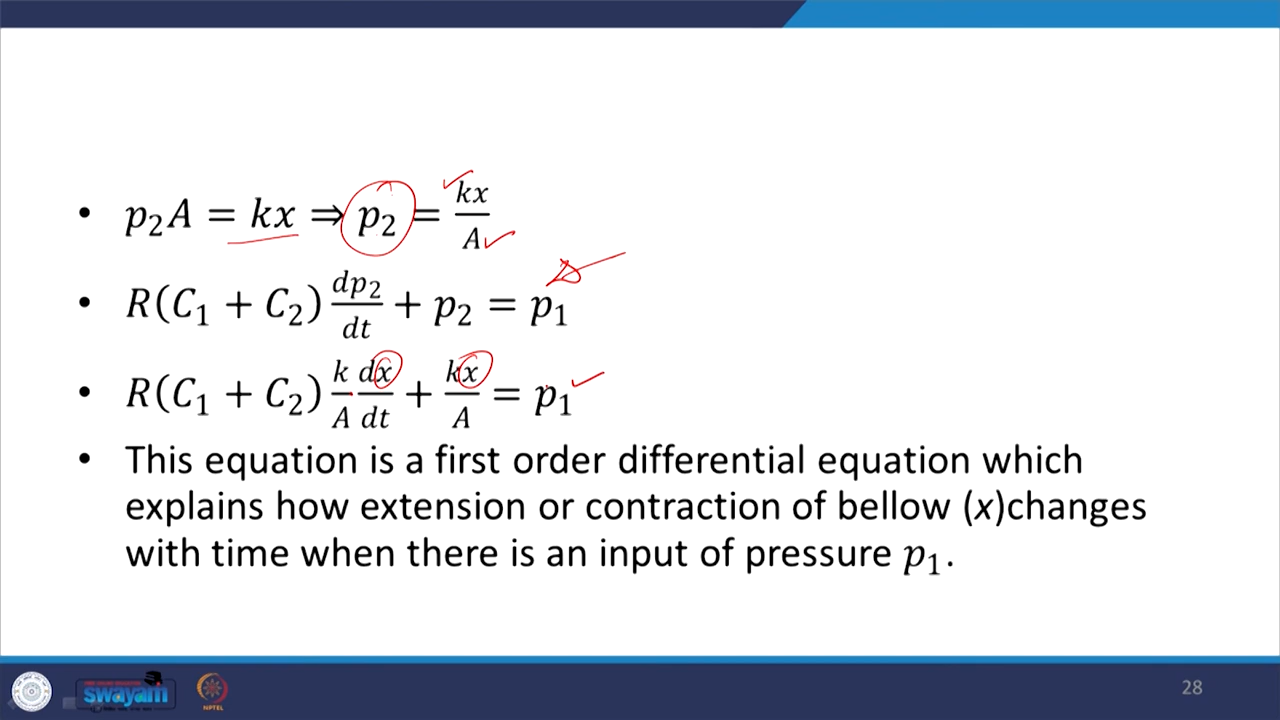 • p₂A = kx ⇒ p₂ = kx/A
• R(C₁ + C₂) dp₂/dt + p₂ = p₁
• R(C₁ + C₂) k/A dx/dt + kx/A = p₁
• This equation is a first order differential equation which
explains how extension or contraction of bellow (x)changes
with time when there is an input of pressure p₁.
swayam
NPTEL
28